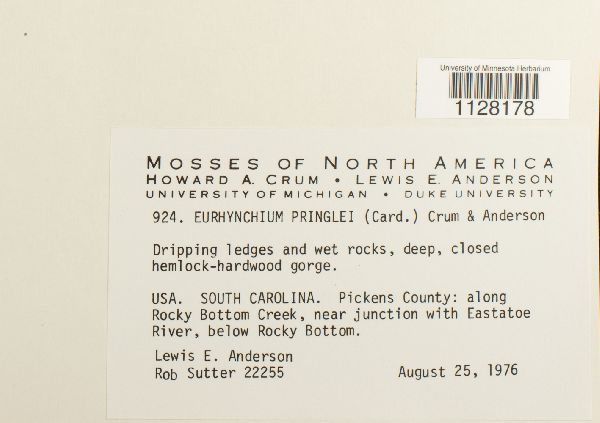 University of Minnesota Herbarium
1128178
MOSSES OF NORTH AMERICA
HOWARD A. CRUM • LEWIS E. ANDERSON
UNIVERSITY OF MICHIGAN • DUKE UNIVERSITY
924. EURHYNCHIUM PRINGLEI (Card.) Crum & Anderson
Dripping ledges and wet rocks, deep, closed
hemlock-hardwood gorge.
USA. SOUTH CAROLINA. Pickens County: along
Rocky Bottom Creek, near junction with Eastatoe
River, below Rocky Bottom.
Lewis E. Anderson
Rob Sutter 22255 August 25, 1976